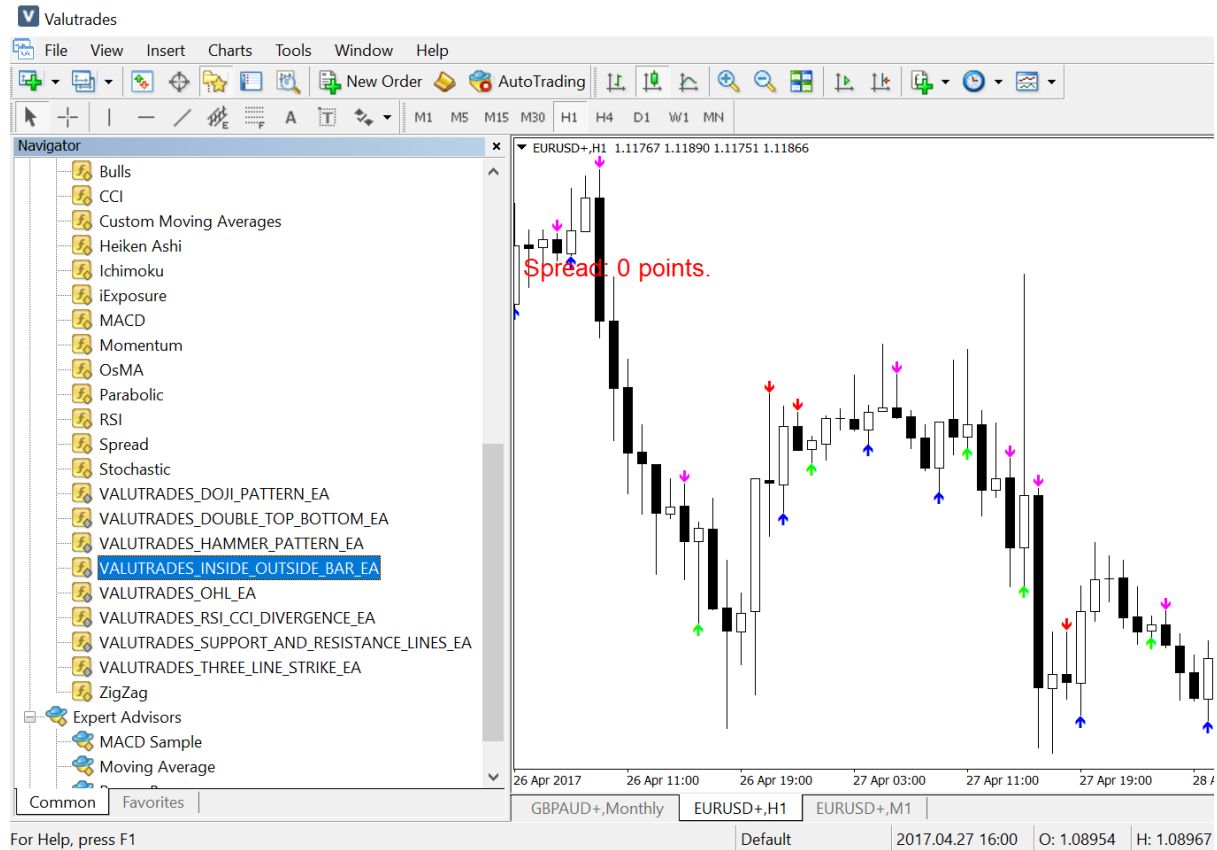 Valutrades
File View Insert Charts Tools Window Help
New Order AutoTrading
E F A T M1 M5 M15 M30 H1 H4 D1 W1 MN
Navigator
Bulls
CCI
Custom Moving Averages
Heiken Ashi
Ichimoku
iExposure
MACD
Momentum
OsMA
Parabolic
RSI
Spread
Stochastic
VALUTRADES_DOJI_PATTERN_EA
VALUTRADES_DOUBLE_TOP_BOTTOM_EA
VALUTRADES_HAMMER_PATTERN_EA
VALUTRADES_INSIDE_OUTSIDE_BAR_EA
VALUTRADES_OHL_EA
VALUTRADES_RSI_CCI_DIVERGENCE_EA
VALUTRADES_SUPPORT_AND_RESISTANCE_LINES_EA
VALUTRADES_THREE_LINE_STRIKE_EA
ZigZag
Expert Advisors
MACD Sample
Moving Average
Common Favorites
EURUSD+,H1 1.11767 1.11890 1.11751 1.11866
Spread: 0 points.
26 Apr 2017 26 Apr 11:00 26 Apr 19:00 27 Apr 03:00 27 Apr 11:00 27 Apr 19:00
GBPAUD+,Monthly EURUSD+,H1 EURUSD+,M1
For Help, press F1 Default 2017.04.27 16:00 O: 1.08954 H: 1.08967